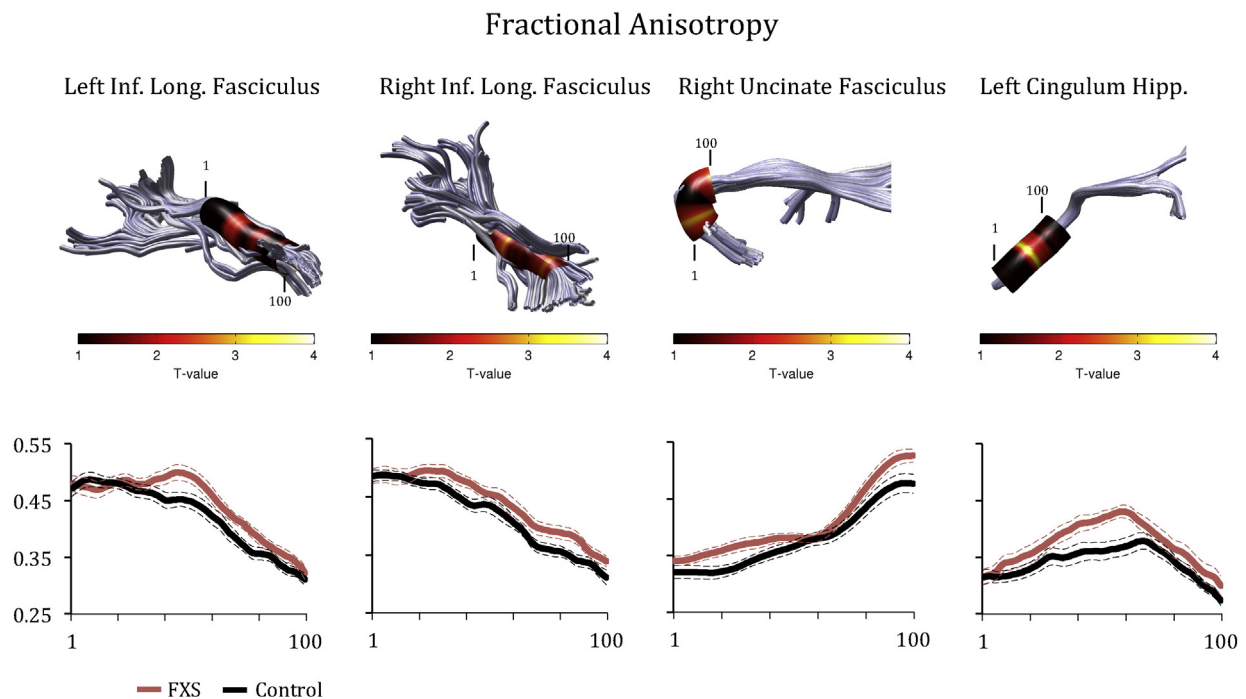 Fractional Anisotropy
Left Inf. Long. Fasciculus
Right Inf. Long. Fasciculus
Right Uncinate Fasciculus
Left Cingulum Hipp.
1
100
1
100
100
1
1
100
1 2 3 4
T-value
1 2 3 4
T-value
1 2 3 4
T-value
1 2 3 4
T-value
0.55
0.45
0.35
0.25
1 100
1 100
1 100
1 100
FXS Control